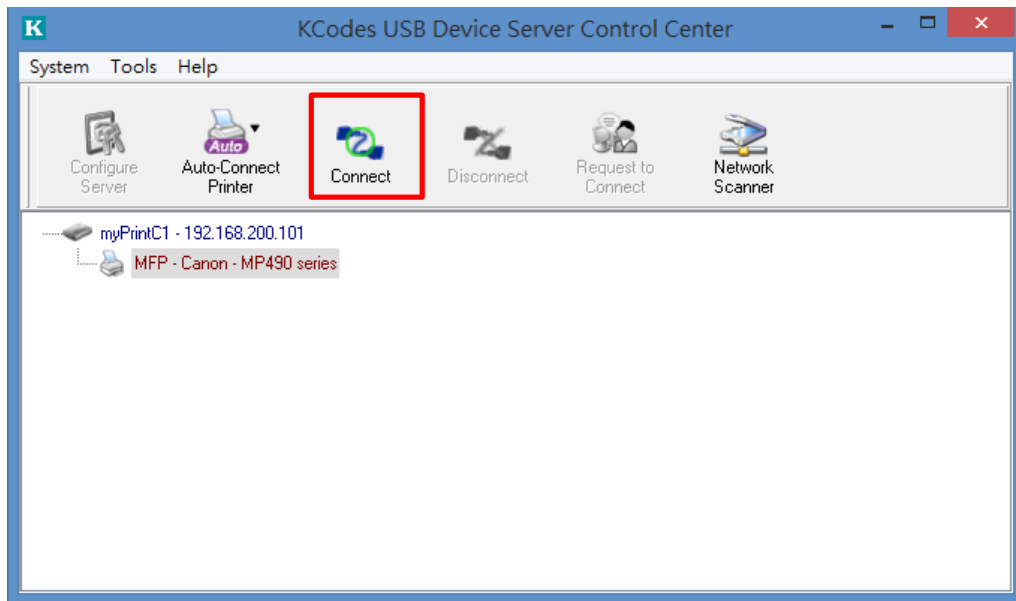 K
KCodes USB Device Server Control Center
System Tools Help
Configure Server
Auto
Auto-Connect Printer
Connect
Disconnect
Request to Connect
Network Scanner
myPrintC1 - 192.168.200.101
MFP - Canon - MP490 series